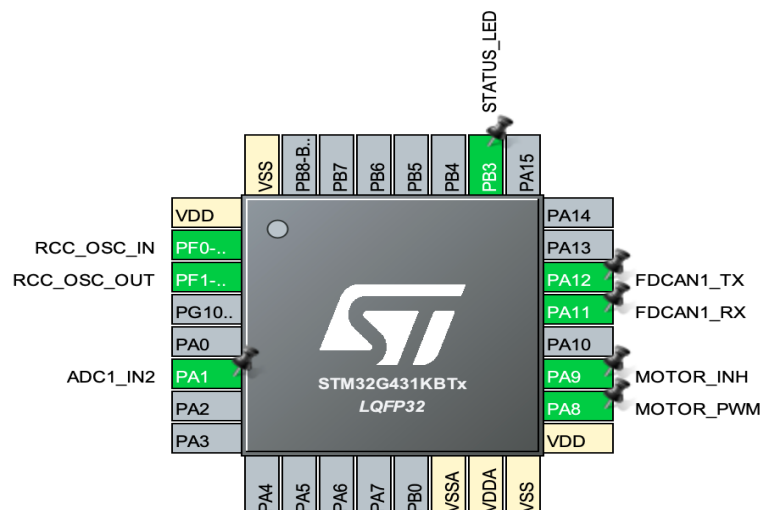 STATUS_LED
VSS
PB8-B..
PB7
PB6
PB5
PB4
PB3
PA15
VDD
PA14
RCC_OSC_IN PF0-..
PA13
RCC_OSC_OUT PF1-..
PA12 FDCAN1_TX
PG10..
PA11 FDCAN1_RX
PA0
PA10
ADC1_IN2 PA1
PA9 MOTOR_INH
PA2
PA8 MOTOR_PWM
PA3
VDD
ST
STM32G431KBTx
LQFP32
PA4
PA5
PA6
PA7
PB0
VSSA
VDDA
VSS